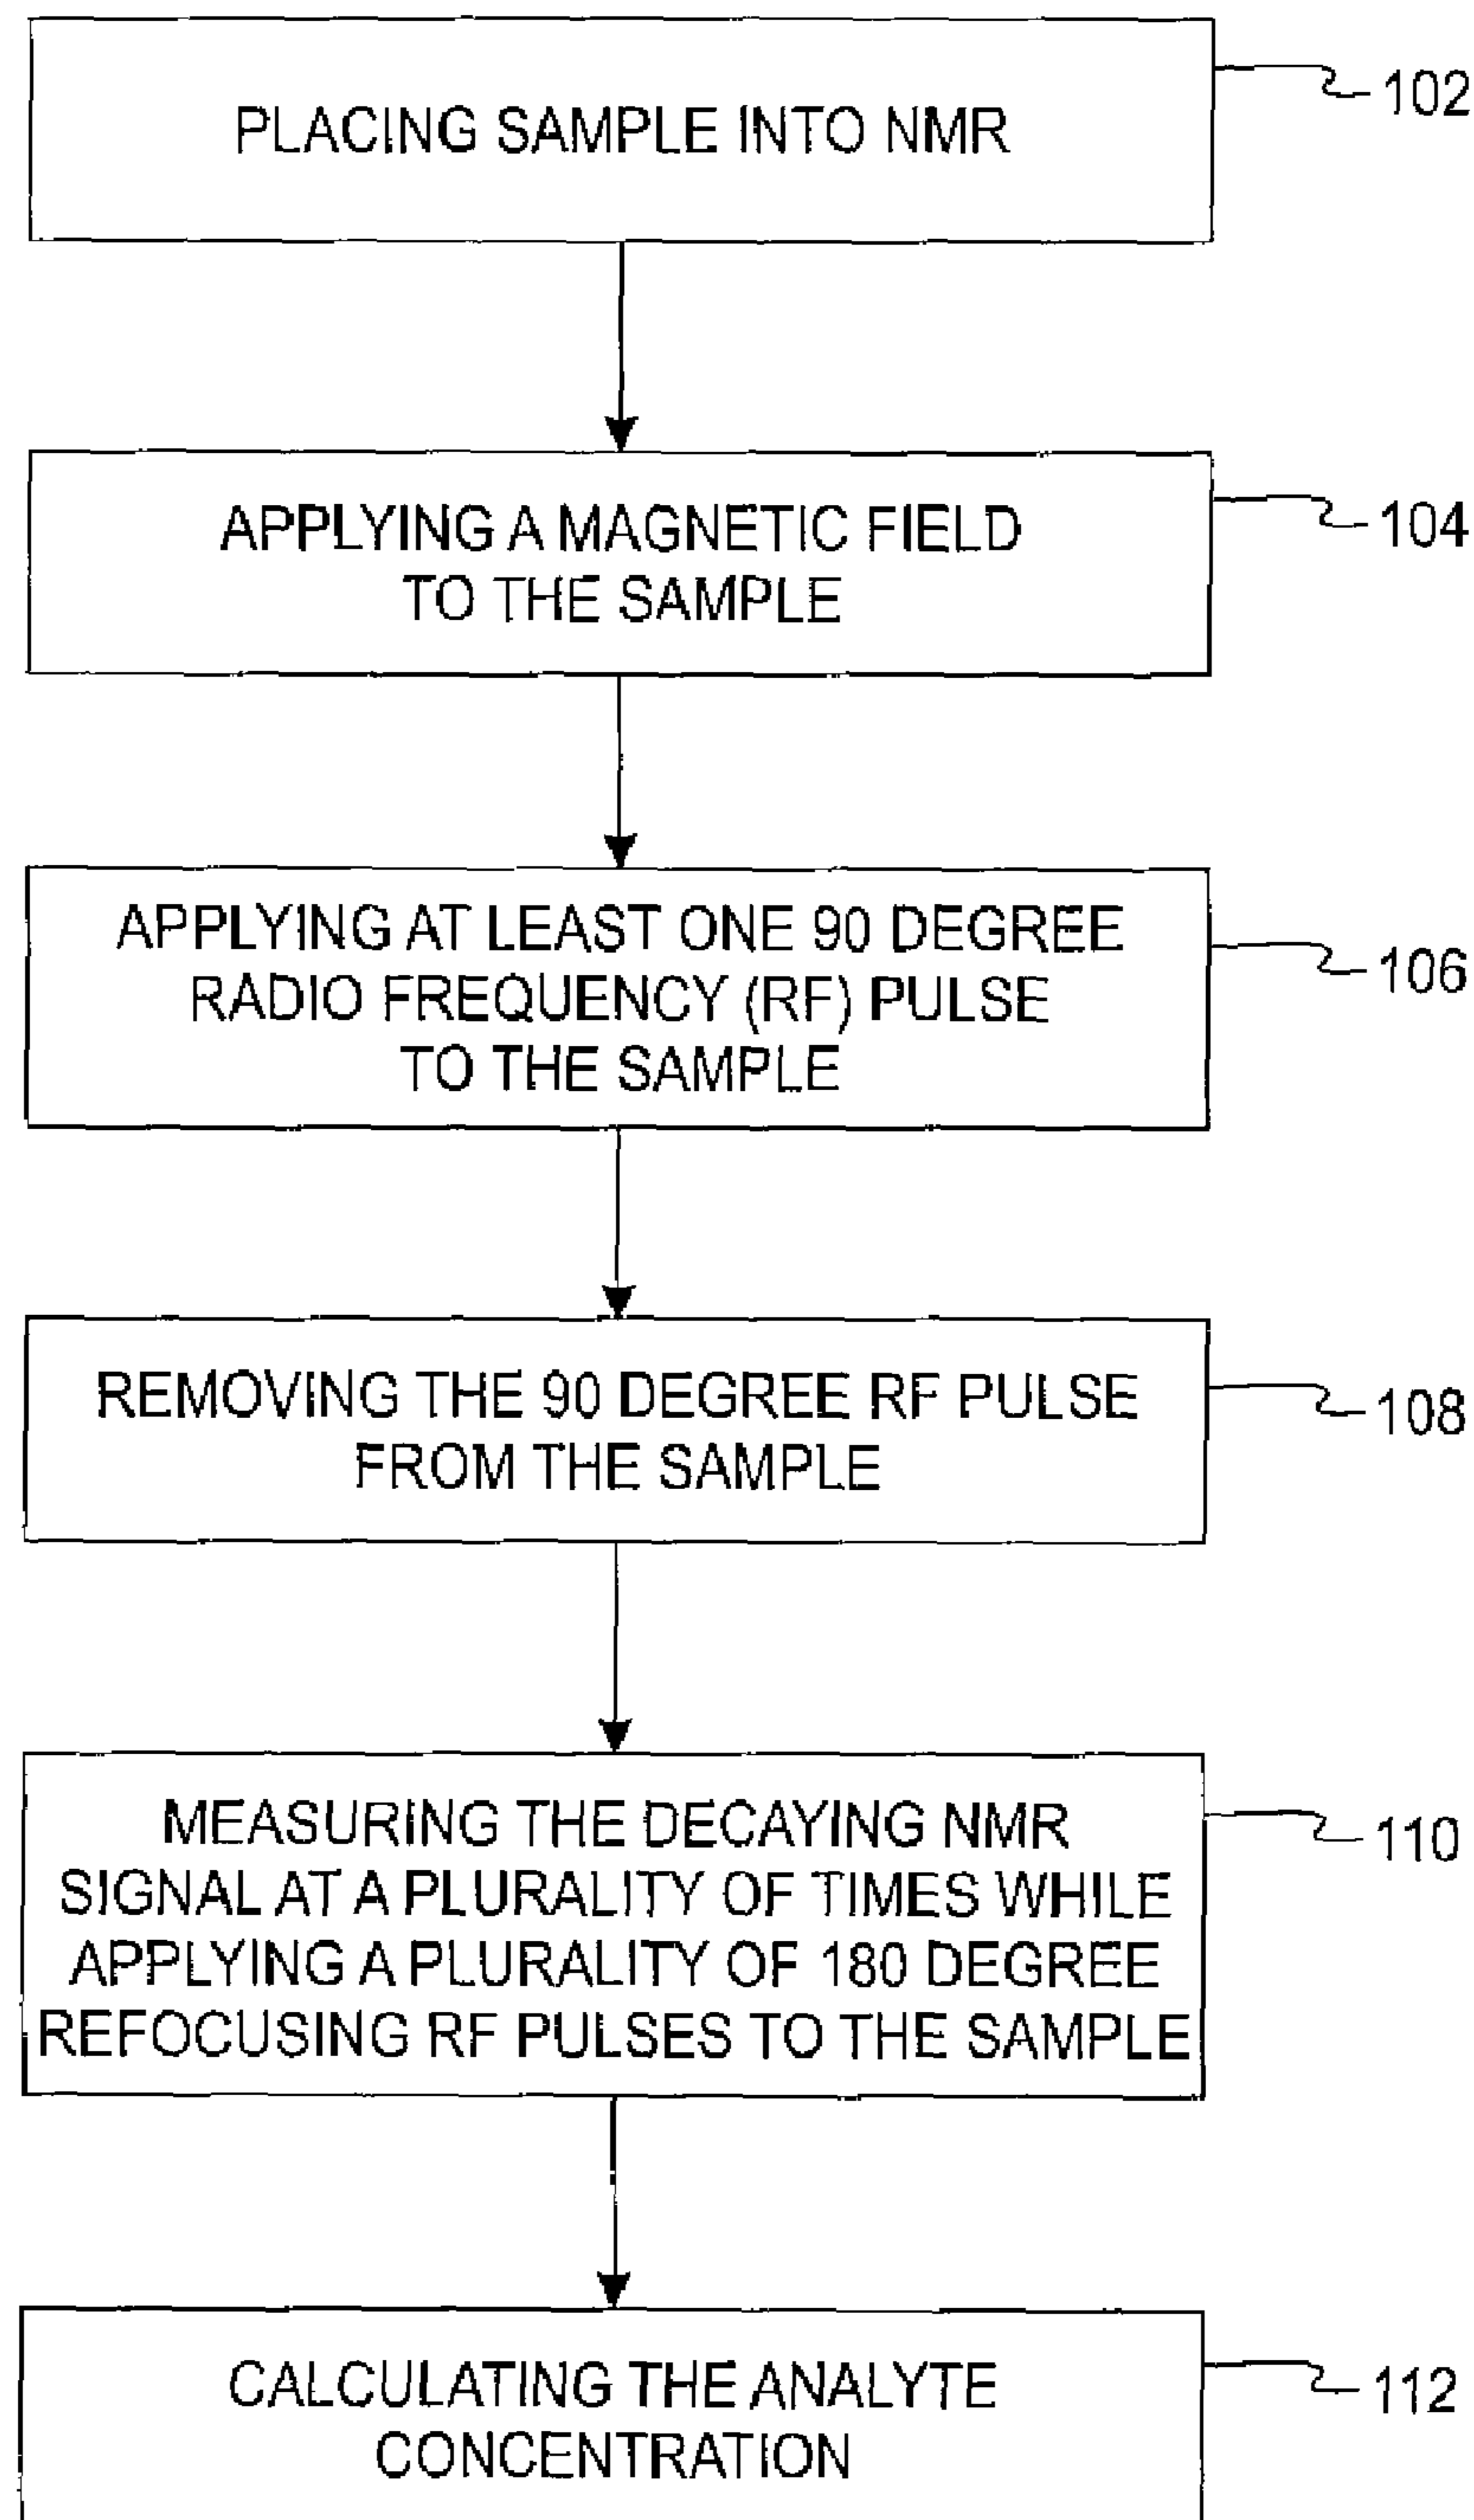 PLACING SAMPLE INTO NMR
102
APPLYING A MAGNETIC FIELD
TO THE SAMPLE
104
APPLYING AT LEAST ONE 90 DEGREE
RADIO FREQUENCY (RF) PULSE
TO THE SAMPLE
106
REMOVING THE 90 DEGREE RF PULSE
FROM THE SAMPLE
108
MEASURING THE DECAYING NMR
SIGNAL AT A PLURALITY OF TIMES WHILE
APPLYING A PLURALITY OF 180 DEGREE
REFOCUSING RF PULSES TO THE SAMPLE
110
CALCULATING THE ANALYTE
CONCENTRATION
112